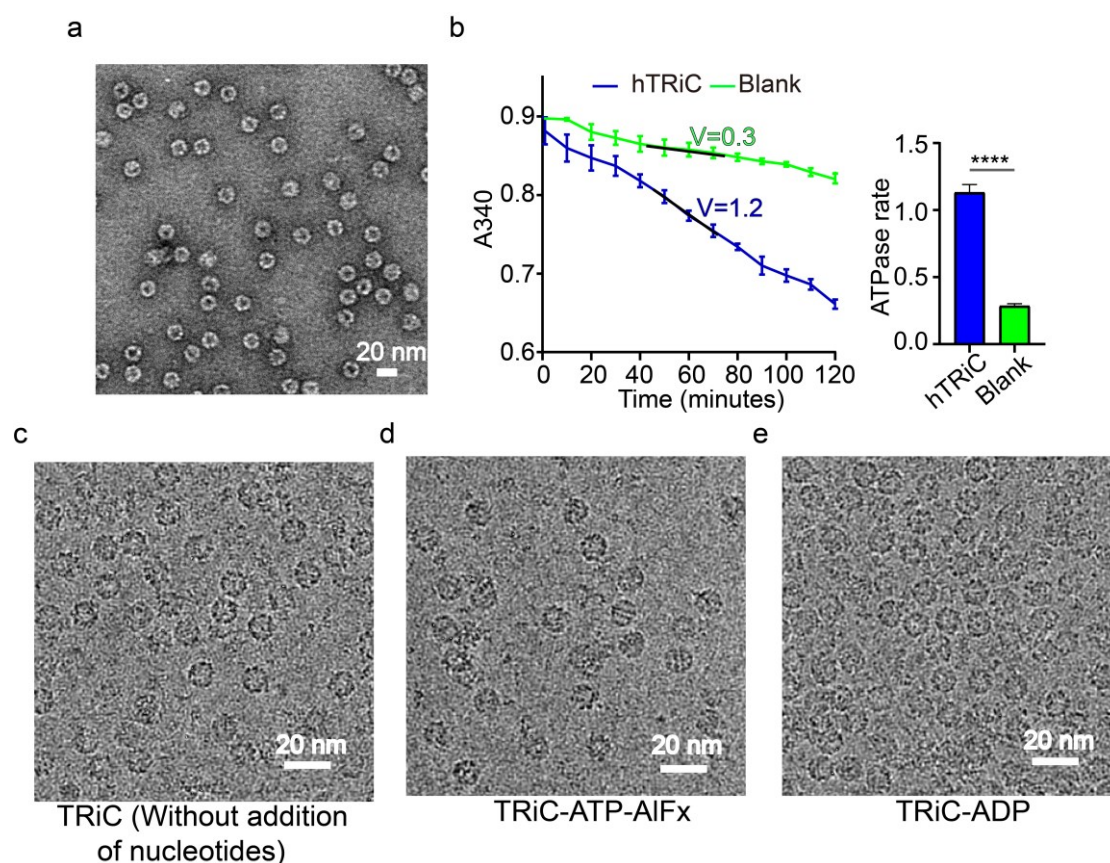 a
20 nm
b
hTRiC
Blank
A340
0.9
0.8
0.7
0.6
V=0.3
V=1.2
0 20 40 60 80 100 120
Time (minutes)
ATPase rate
1.5
1.0
0.5
0.0
****
hTRiC
Blank
c
20 nm
TRiC (Without addition
of nucleotides)
d
20 nm
TRiC-ATP-AlFx
e
20 nm
TRiC-ADP